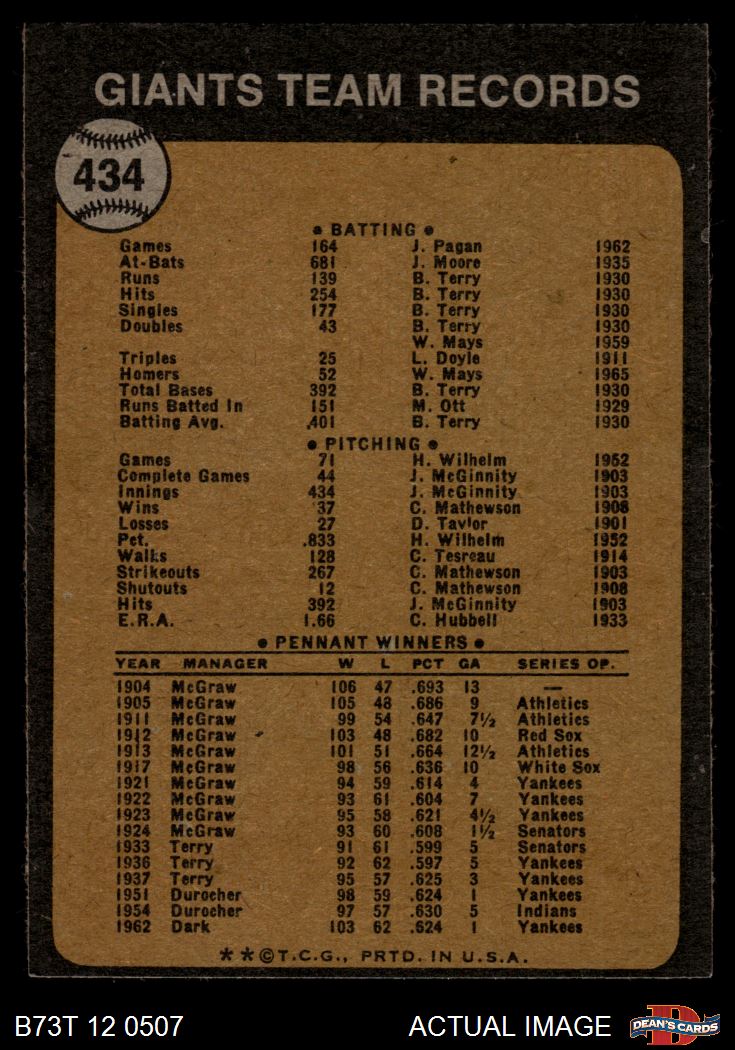 GIANTS TEAM RECORDS
434
• BATTING •
Games 164 J. Pagan 1962
At-Bats 681 J. Moore 1935
Runs 139 B. Terry 1930
Hits 254 B. Terry 1930
Singles 177 B. Terry 1930
Doubles 43 B. Terry 1930
W. Mays 1959
Triples 25 L. Doyle 1911
Homers 52 W. Mays 1965
Total Bases 392 B. Terry 1930
Runs Batted In 151 M. Ott 1929
Batting Avg. .401 B. Terry 1930
• PITCHING •
Games 71 H. Wilhelm 1952
Complete Games 44 J. McGinnity 1903
Innings 434 J. McGinnity 1903
Wins 37 C. Mathewson 1908
Losses 27 D. Taylor 1901
Pct. .833 H. Wilhelm 1952
Walks 128 C. Tesreau 1914
Strikeouts 267 C. Mathewson 1903
Shutouts 12 C. Mathewson 1908
Hits 392 J. McGinnity 1903
E.R.A. 1.66 C. Hubbell 1933
• PENNANT WINNERS •
YEAR MANAGER W L PCT GA SERIES OP.
1904 McGraw 106 47 .693 13 —
1905 McGraw 105 48 .686 9 Athletics
1911 McGraw 99 54 .647 7½ Athletics
1912 McGraw 103 48 .682 10 Red Sox
1913 McGraw 101 51 .664 12½ Athletics
1917 McGraw 98 56 .636 10 White Sox
1921 McGraw 94 59 .614 4 Yankees
1922 McGraw 93 61 .604 7 Yankees
1923 McGraw 95 58 .621 4½ Yankees
1924 McGraw 93 60 .608 1½ Senators
1933 Terry 91 61 .599 5 Senators
1936 Terry 92 62 .597 5 Yankees
1937 Terry 95 57 .625 3 Yankees
1951 Durocher 98 59 .624 1 Yankees
1954 Durocher 97 57 .630 5 Indians
1962 Dark 103 62 .624 1 Yankees
**©T.C.G., PRTD. IN U.S.A.
B73T 12 0507 ACTUAL IMAGE DEAN'S CARDS